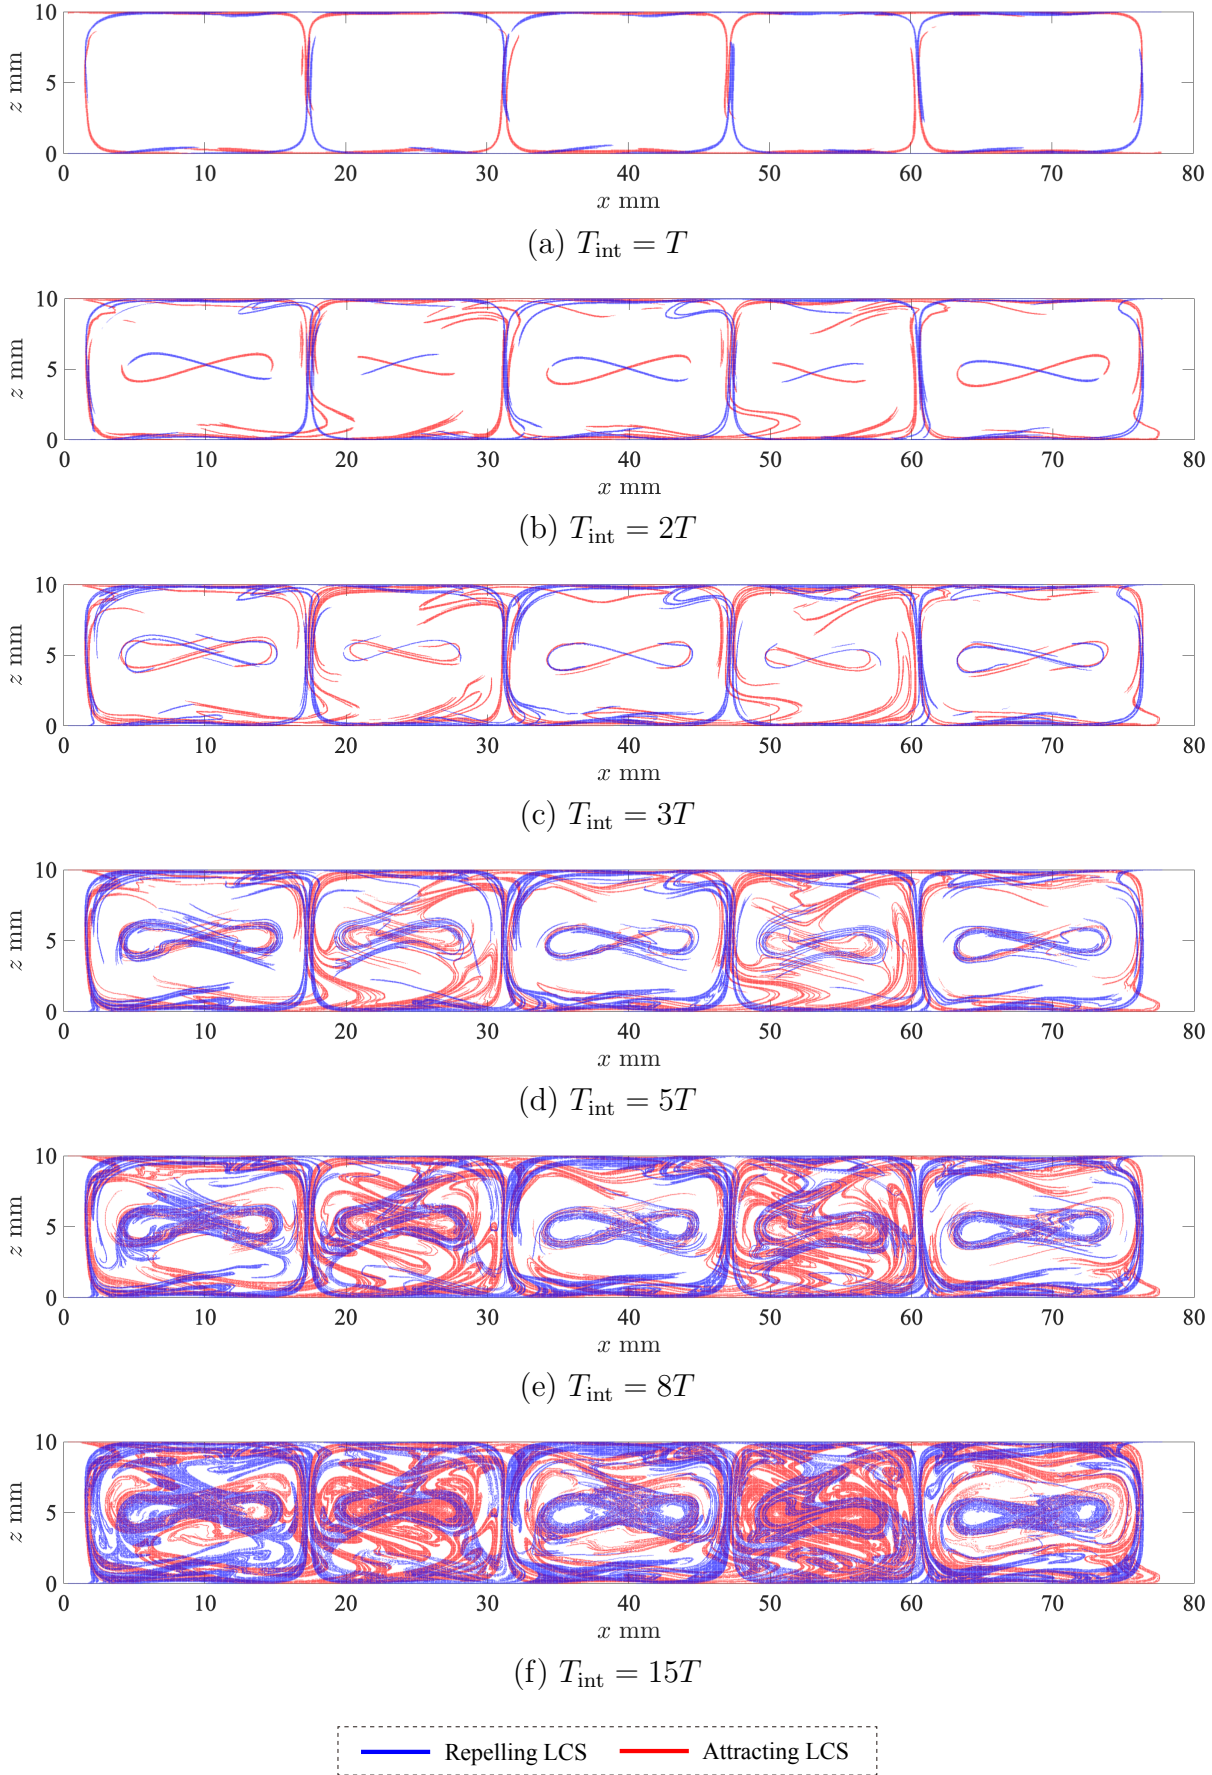 10
5
0
z mm
0 10 20 30 40 50 60 70 80
x mm
(a) T_int = T
10
5
0
z mm
0 10 20 30 40 50 60 70 80
x mm
(b) T_int = 2T
10
5
0
z mm
0 10 20 30 40 50 60 70 80
x mm
(c) T_int = 3T
10
5
0
z mm
0 10 20 30 40 50 60 70 80
x mm
(d) T_int = 5T
10
5
0
z mm
0 10 20 30 40 50 60 70 80
x mm
(e) T_int = 8T
10
5
0
z mm
0 10 20 30 40 50 60 70 80
x mm
(f) T_int = 15T
Repelling LCS Attracting LCS